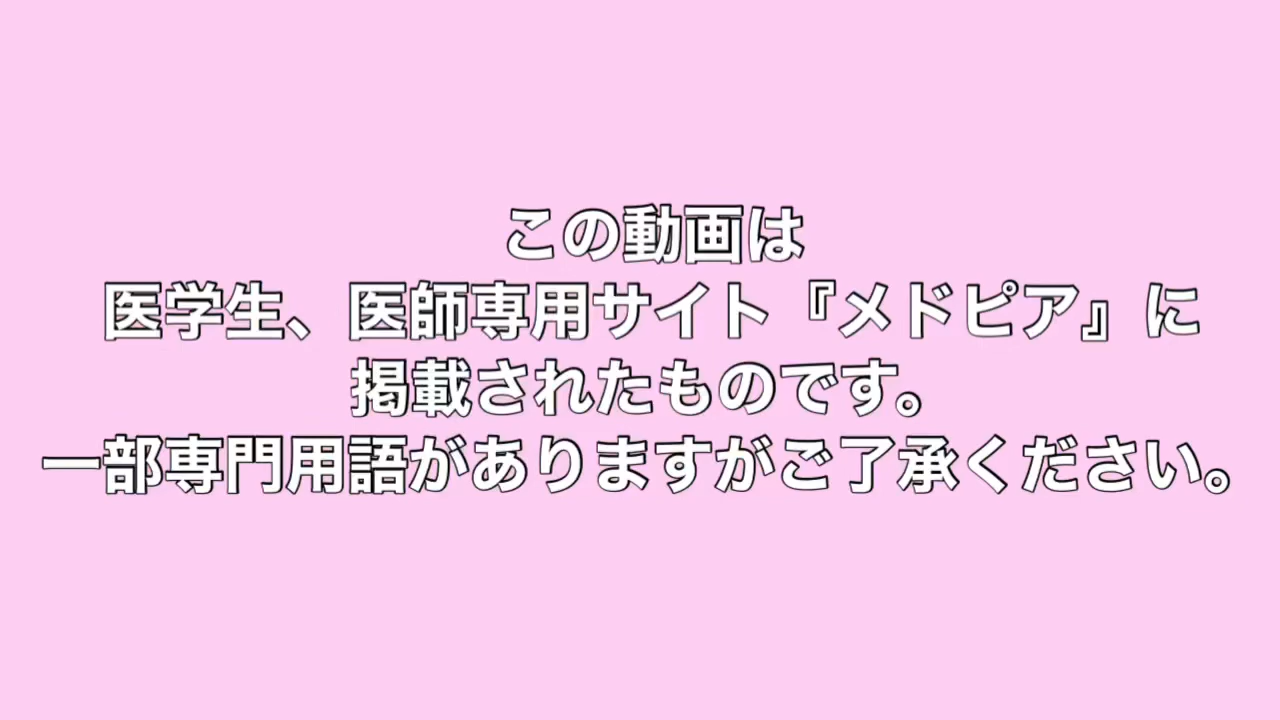 この動画は
医学生、医師専用サイト『メドピア』に
掲載されたものです。
一部専門用語がありますがご了承ください。